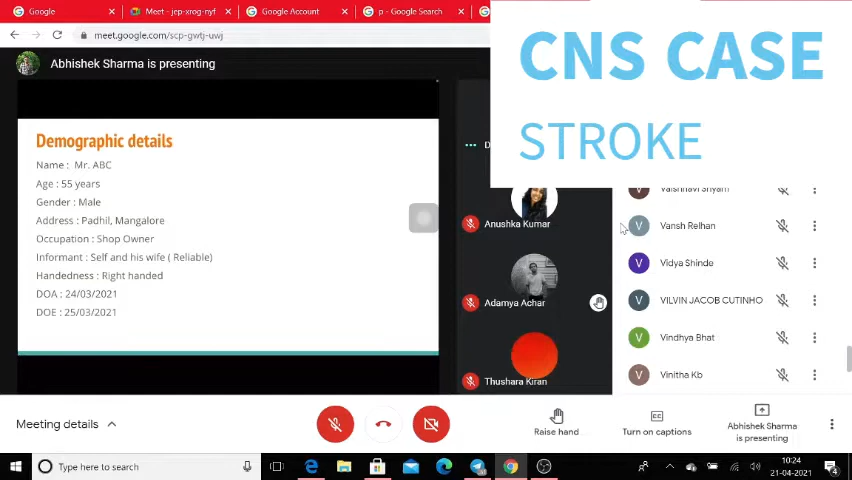 Google
Meet - jep-xrog-nyf
Google Account
p - Google Search
meet.google.com/scp-gwtj-uwj
Abhishek Sharma is presenting
CNS CASE
STROKE
Demographic details
Name : Mr. ABC
Age : 55 years
Gender : Male
Address : Padhil, Mangalore
Occupation : Shop Owner
Informant : Self and his wife ( Reliable)
Handedness : Right handed
DOA : 24/03/2021
DOE : 25/03/2021
D
Anushka Kumar
Adamya Achar
Thushara Kiran
Vaishnavi Shyam
V
Vansh Relhan
V
Vidya Shinde
V
VILVIN JACOB CUTINHO
V
Vindhya Bhat
V
Vinitha Kb
Meeting details
Raise hand
Turn on captions
Abhishek Sharma
is presenting
Type here to search
10:24
21-04-2021
4